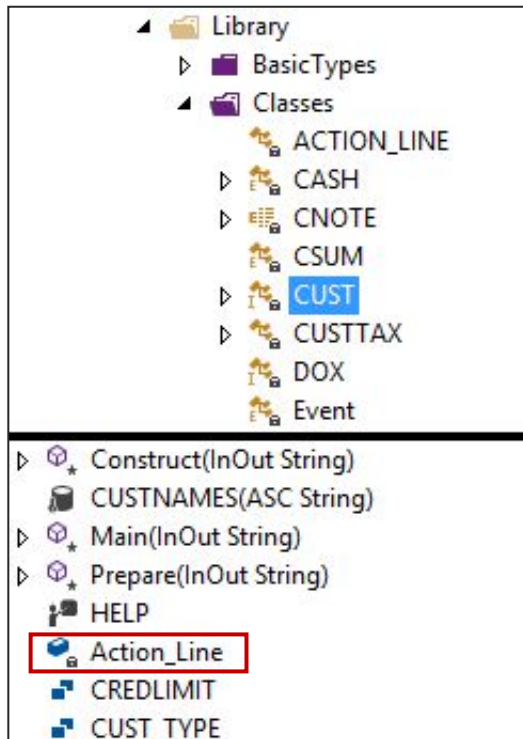 Library
BasicTypes
Classes
ACTION_LINE
CASH
CNOTE
CSUM
CUST
CUSTTAX
DOX
Event
Construct(InOut String)
CUSTNAMES(ASC String)
Main(InOut String)
Prepare(InOut String)
HELP
Action_Line
CREDLIMIT
CUST_TYPE